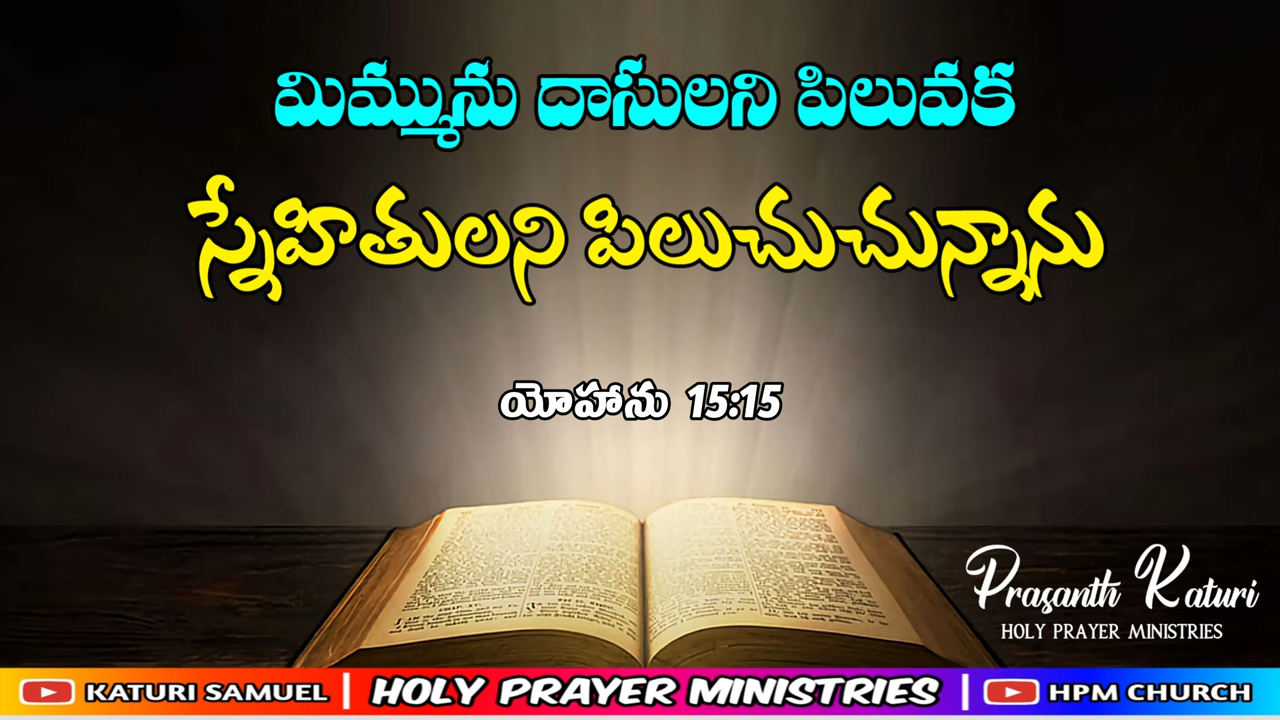 మిమ్మును దాసులని పిలువక
స్నేహితులని పిలుచుచున్నాను
యోహాను 15:15
Prasanth Katuri
HOLY PRAYER MINISTRIES
KATURI SAMUEL | HOLY PRAYER MINISTRIES | HPM CHURCH